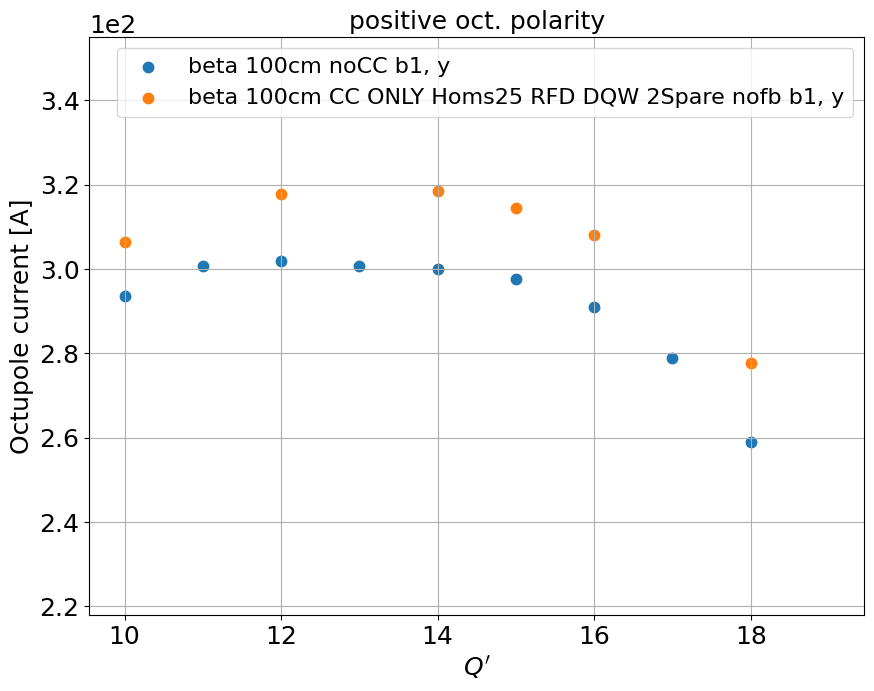 positive oct. polarity
1e2
beta 100cm noCC b1, y
beta 100cm CC ONLY Homs25 RFD DQW 2Spare nofb b1, y
Octupole current [A]
3.4
3.2
3.0
2.8
2.6
2.4
2.2
10 12 14 16 18
Q′